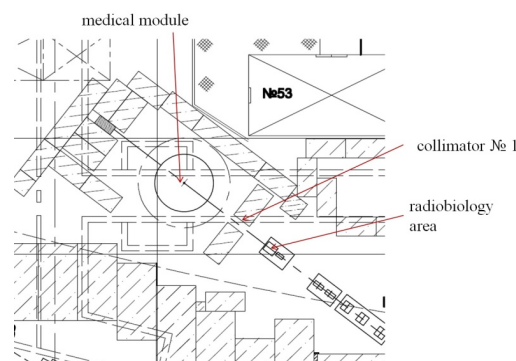 medical module
№53
collimator № 1
radiobiology
area